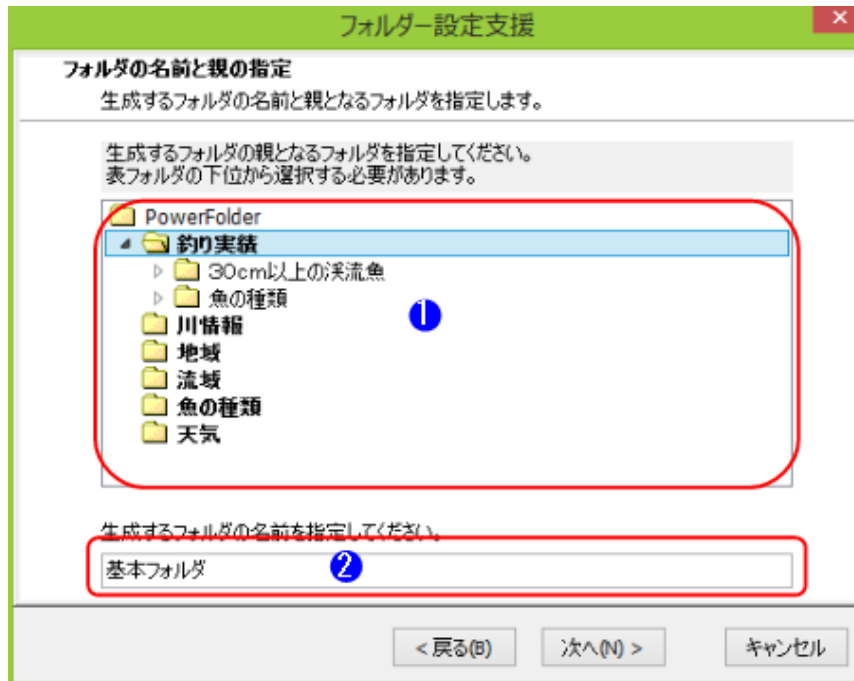 フォルダー設定支援
フォルダの名前と親の指定
生成するフォルダの名前と親となるフォルダを指定します。
生成するフォルダの親となるフォルダを指定してください。
表フォルダの下位から選択する必要があります。
PowerFolder
釣り実績
30cm以上の渓流魚
魚の種類
1
川情報
地域
流域
魚の種類
天気
生成するフォルダの名前を指定してください。
基本フォルダ 2
< 戻る(B) 次へ(N) > キャンセル